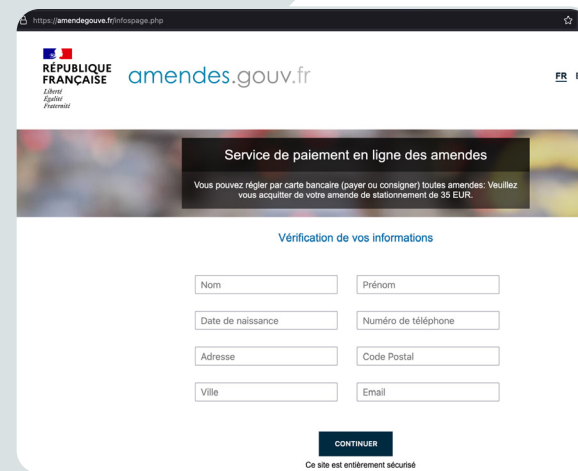 https://amendegouve.fr/infospage.php
RÉPUBLIQUE
FRANÇAISE
Liberté
Égalité
Fraternité
amendes.gouv.fr
FR
Service de paiement en ligne des amendes
Vous pouvez régler par carte bancaire (payer ou consigner) toutes amendes: Veuillez
vous acquitter de votre amende de stationnement de 35 EUR.
Vérification de vos informations
Nom Prénom
Date de naissance Numéro de téléphone
Adresse Code Postal
Ville Email
CONTINUER
Ce site est entièrement sécurisé